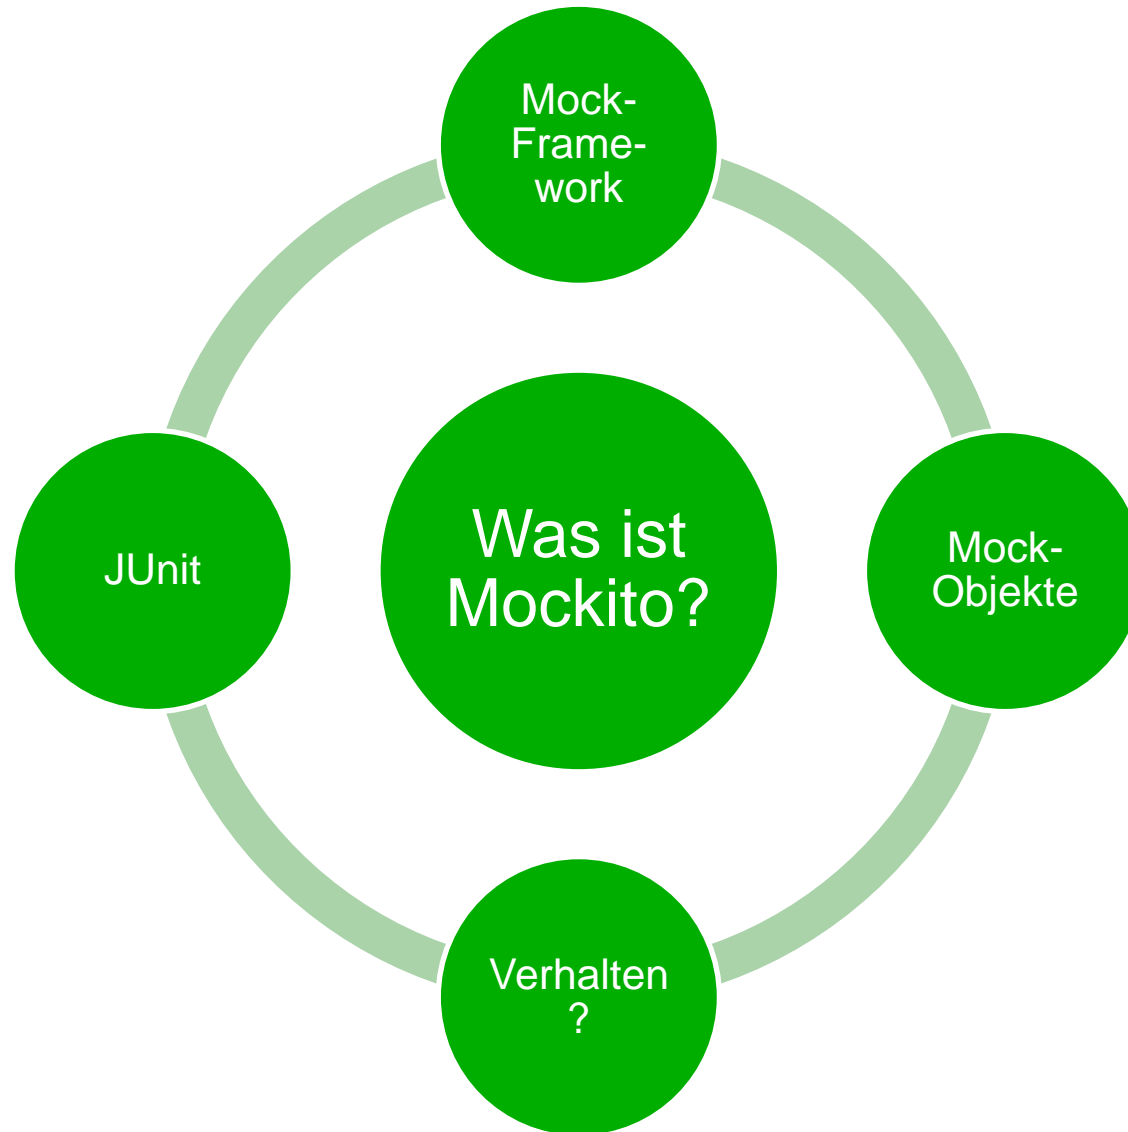 Mock-
Frame-
work
JUnit
Was ist
Mockito?
Mock-
Objekte
Verhalten
?